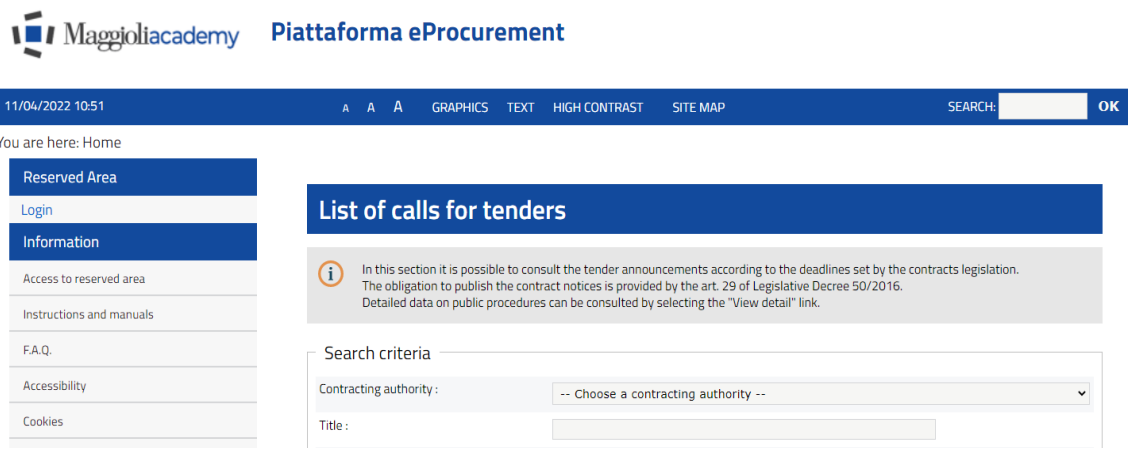 Maggioliacademy
Piattaforma eProcurement
11/04/2022 10:51
A A A GRAPHICS TEXT HIGH CONTRAST SITE MAP SEARCH: OK
You are here: Home
Reserved Area
Login
Information
Access to reserved area
Instructions and manuals
F.A.Q.
Accessibility
Cookies
List of calls for tenders
i
In this section it is possible to consult the tender announcements according to the deadlines set by the contracts legislation.
The obligation to publish the contract notices is provided by the art. 29 of Legislative Decree 50/2016.
Detailed data on public procedures can be consulted by selecting the "View detail" link.
Search criteria
Contracting authority : -- Choose a contracting authority --
Title :